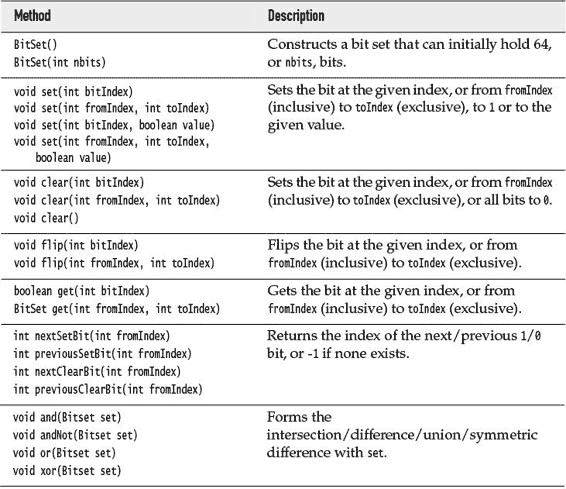 Method Description
BitSet()
BitSet(int nbits)
Constructs a bit set that can initially hold 64,
or nbits, bits.
void set(int bitIndex)
void set(int fromIndex, int toIndex)
void set(int bitIndex, boolean value)
void set(int fromIndex, int toIndex,
boolean value)
Sets the bit at the given index, or from fromIndex
(inclusive) to toIndex (exclusive), to 1 or to the
given value.
void clear(int bitIndex)
void clear(int fromIndex, int toIndex)
void clear()
Sets the bit at the given index, or from fromIndex
(inclusive) to toIndex (exclusive), or all bits to 0.
void flip(int bitIndex)
void flip(int fromIndex, int toIndex)
Flips the bit at the given index, or from
fromIndex (inclusive) to toIndex (exclusive).
boolean get(int bitIndex)
BitSet get(int fromIndex, int toIndex)
Gets the bit at the given index, or from
fromIndex (inclusive) to toIndex (exclusive).
int nextSetBit(int fromIndex)
int previousSetBit(int fromIndex)
int nextClearBit(int fromIndex)
int previousClearBit(int fromIndex)
Returns the index of the next/previous 1/0
bit, or -1 if none exists.
void and(Bitset set)
void andNot(Bitset set)
void or(Bitset set)
void xor(Bitset set)
Forms the
intersection/difference/union/symmetric
difference with set.